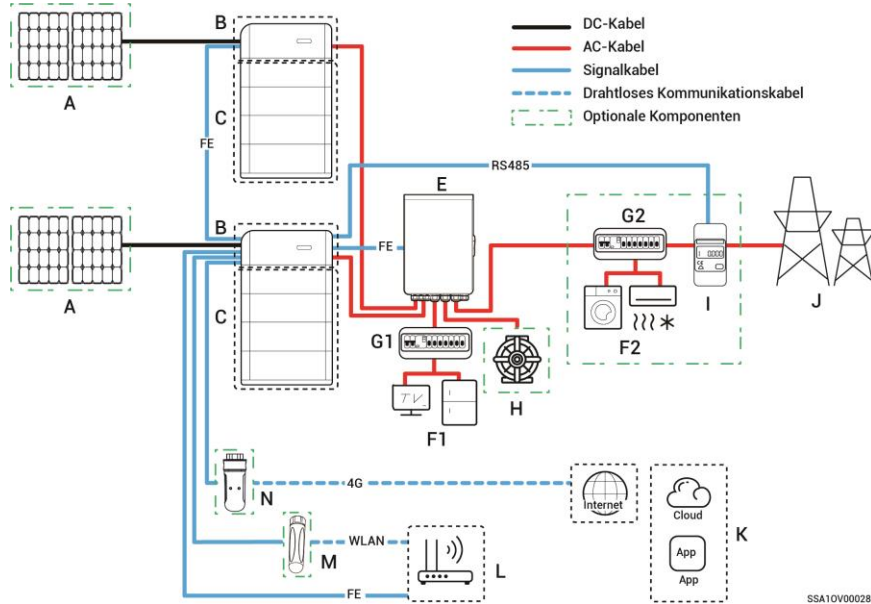 DC-Kabel
AC-Kabel
Signalkabel
Drahtloses Kommunikationskabel
Optionale Komponenten
A
B
C
FE
RS485
E
A
B
C
FE
G1
TV
F1
H
G2
F2
I
J
N
4G
Internet
Cloud
App
App
K
M
WLAN
FE
L
SSA1OV00028